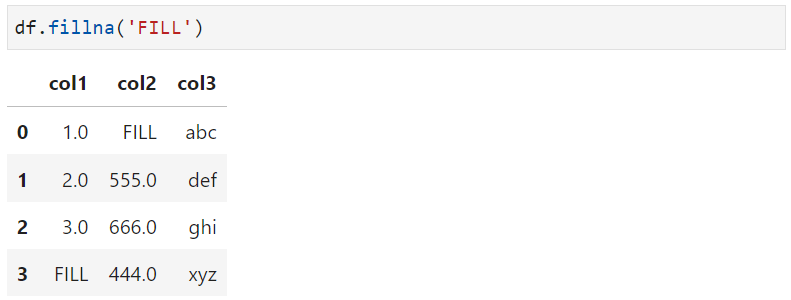 df.fillna('FILL')
col1 col2 col3
0 1.0 FILL abc
1 2.0 555.0 def
2 3.0 666.0 ghi
3 FILL 444.0 xyz